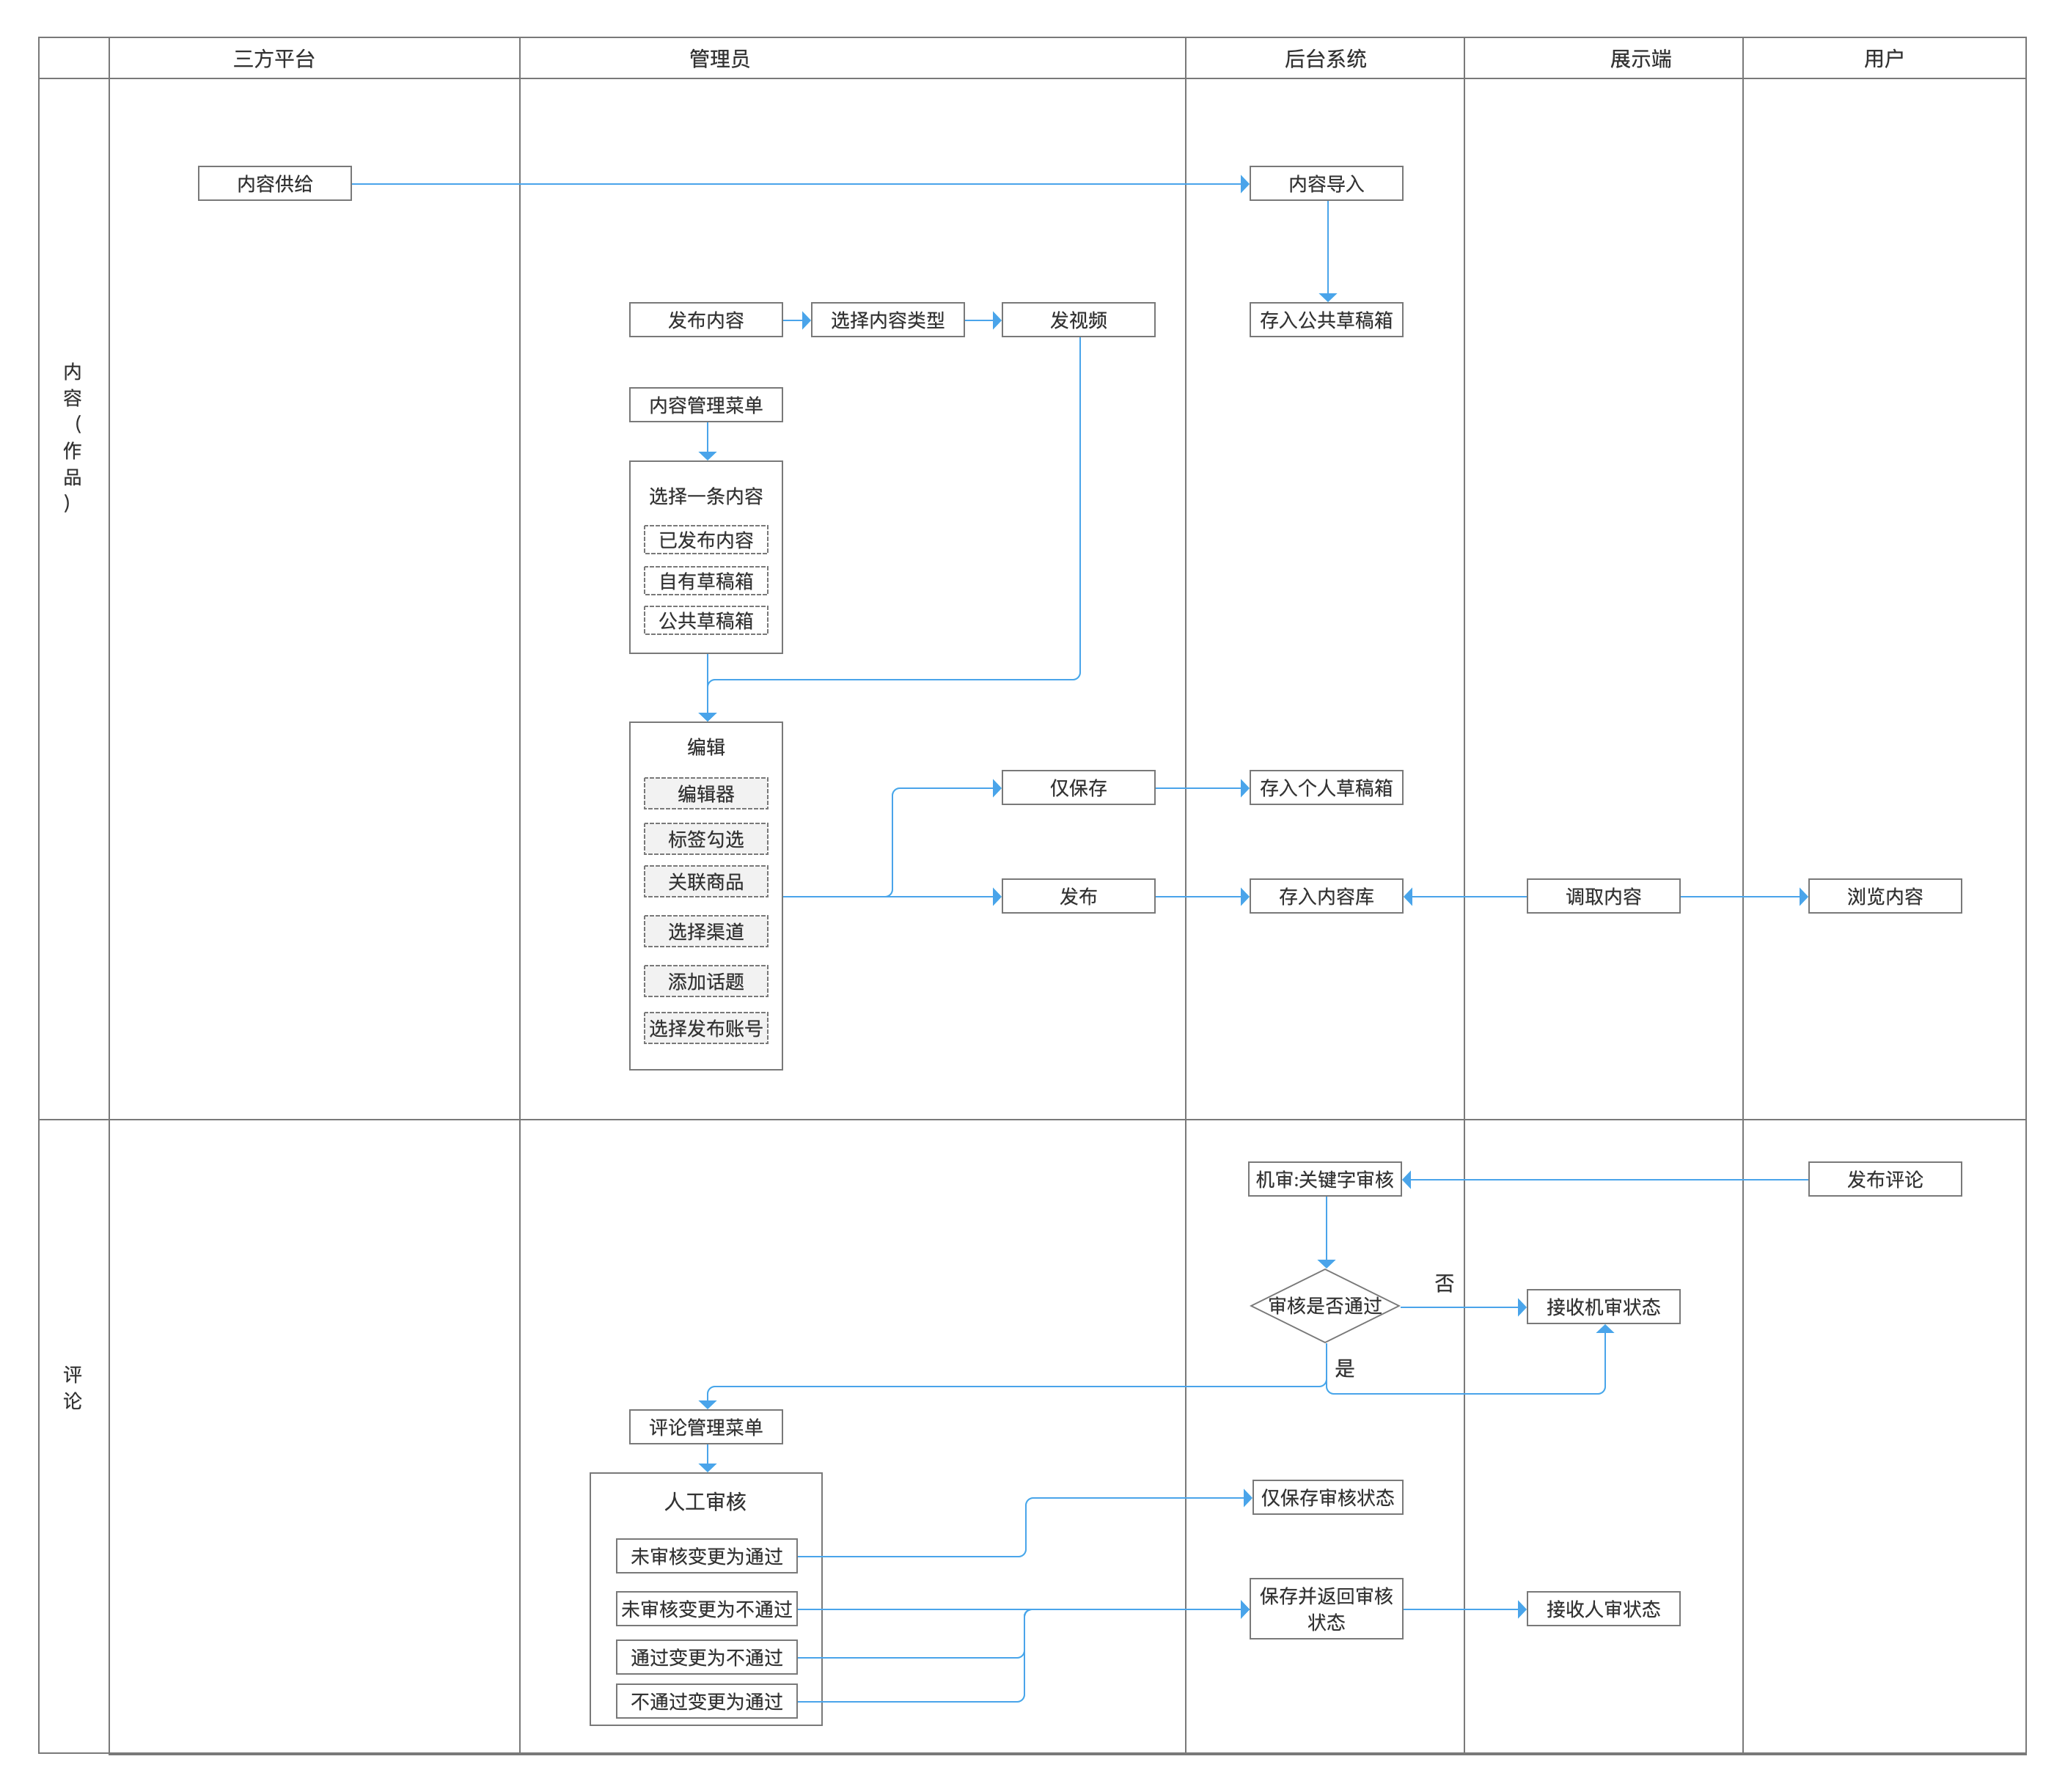 三方平台
管理员
后台系统
展示端
用户
内
容
（
作
品
）
内容供给
内容导入
发布内容
选择内容类型
发视频
存入公共草稿箱
内容管理菜单
选择一条内容
已发布内容
自有草稿箱
公共草稿箱
编辑
编辑器
标签勾选
关联商品
选择渠道
添加话题
选择发布账号
仅保存
存入个人草稿箱
发布
存入内容库
调取内容
浏览内容
评
论
机审:关键字审核
发布评论
审核是否通过
否
接收机审状态
是
评论管理菜单
人工审核
未审核变更为通过
未审核变更为不通过
通过变更为不通过
不通过变更为通过
仅保存审核状态
保存并返回审核
状态
接收人审状态